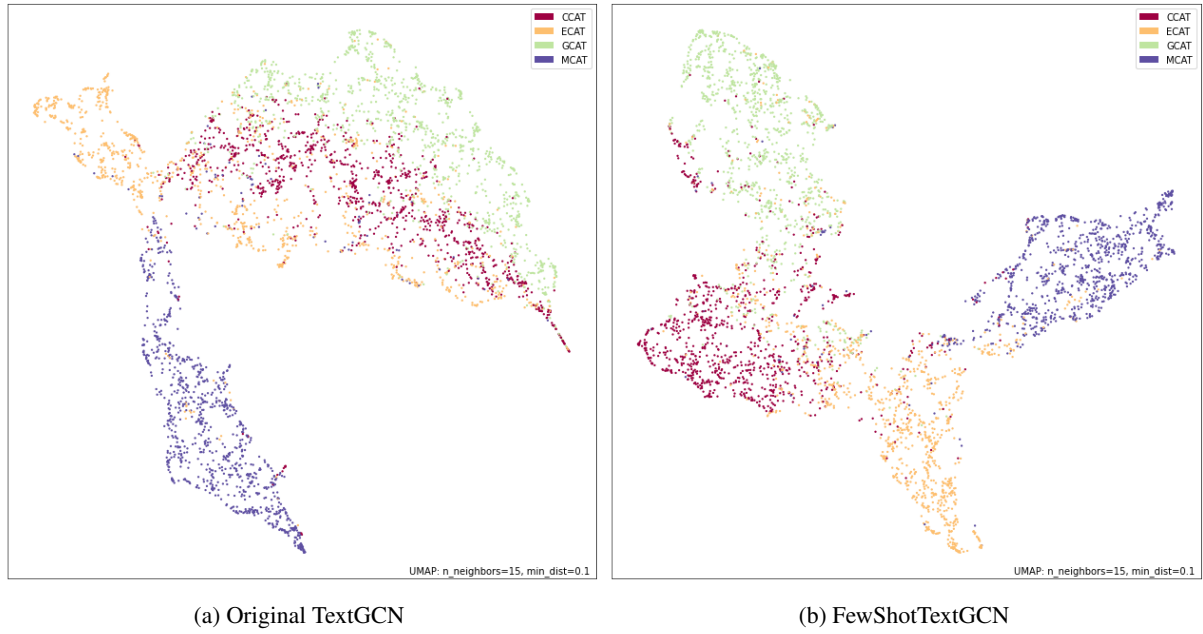 CCAT
ECAT
GCAT
MCAT
UMAP: n_neighbors=15, min_dist=0.1
(a) Original TextGCN
CCAT
ECAT
GCAT
MCAT
UMAP: n_neighbors=15, min_dist=0.1
(b) FewShotTextGCN